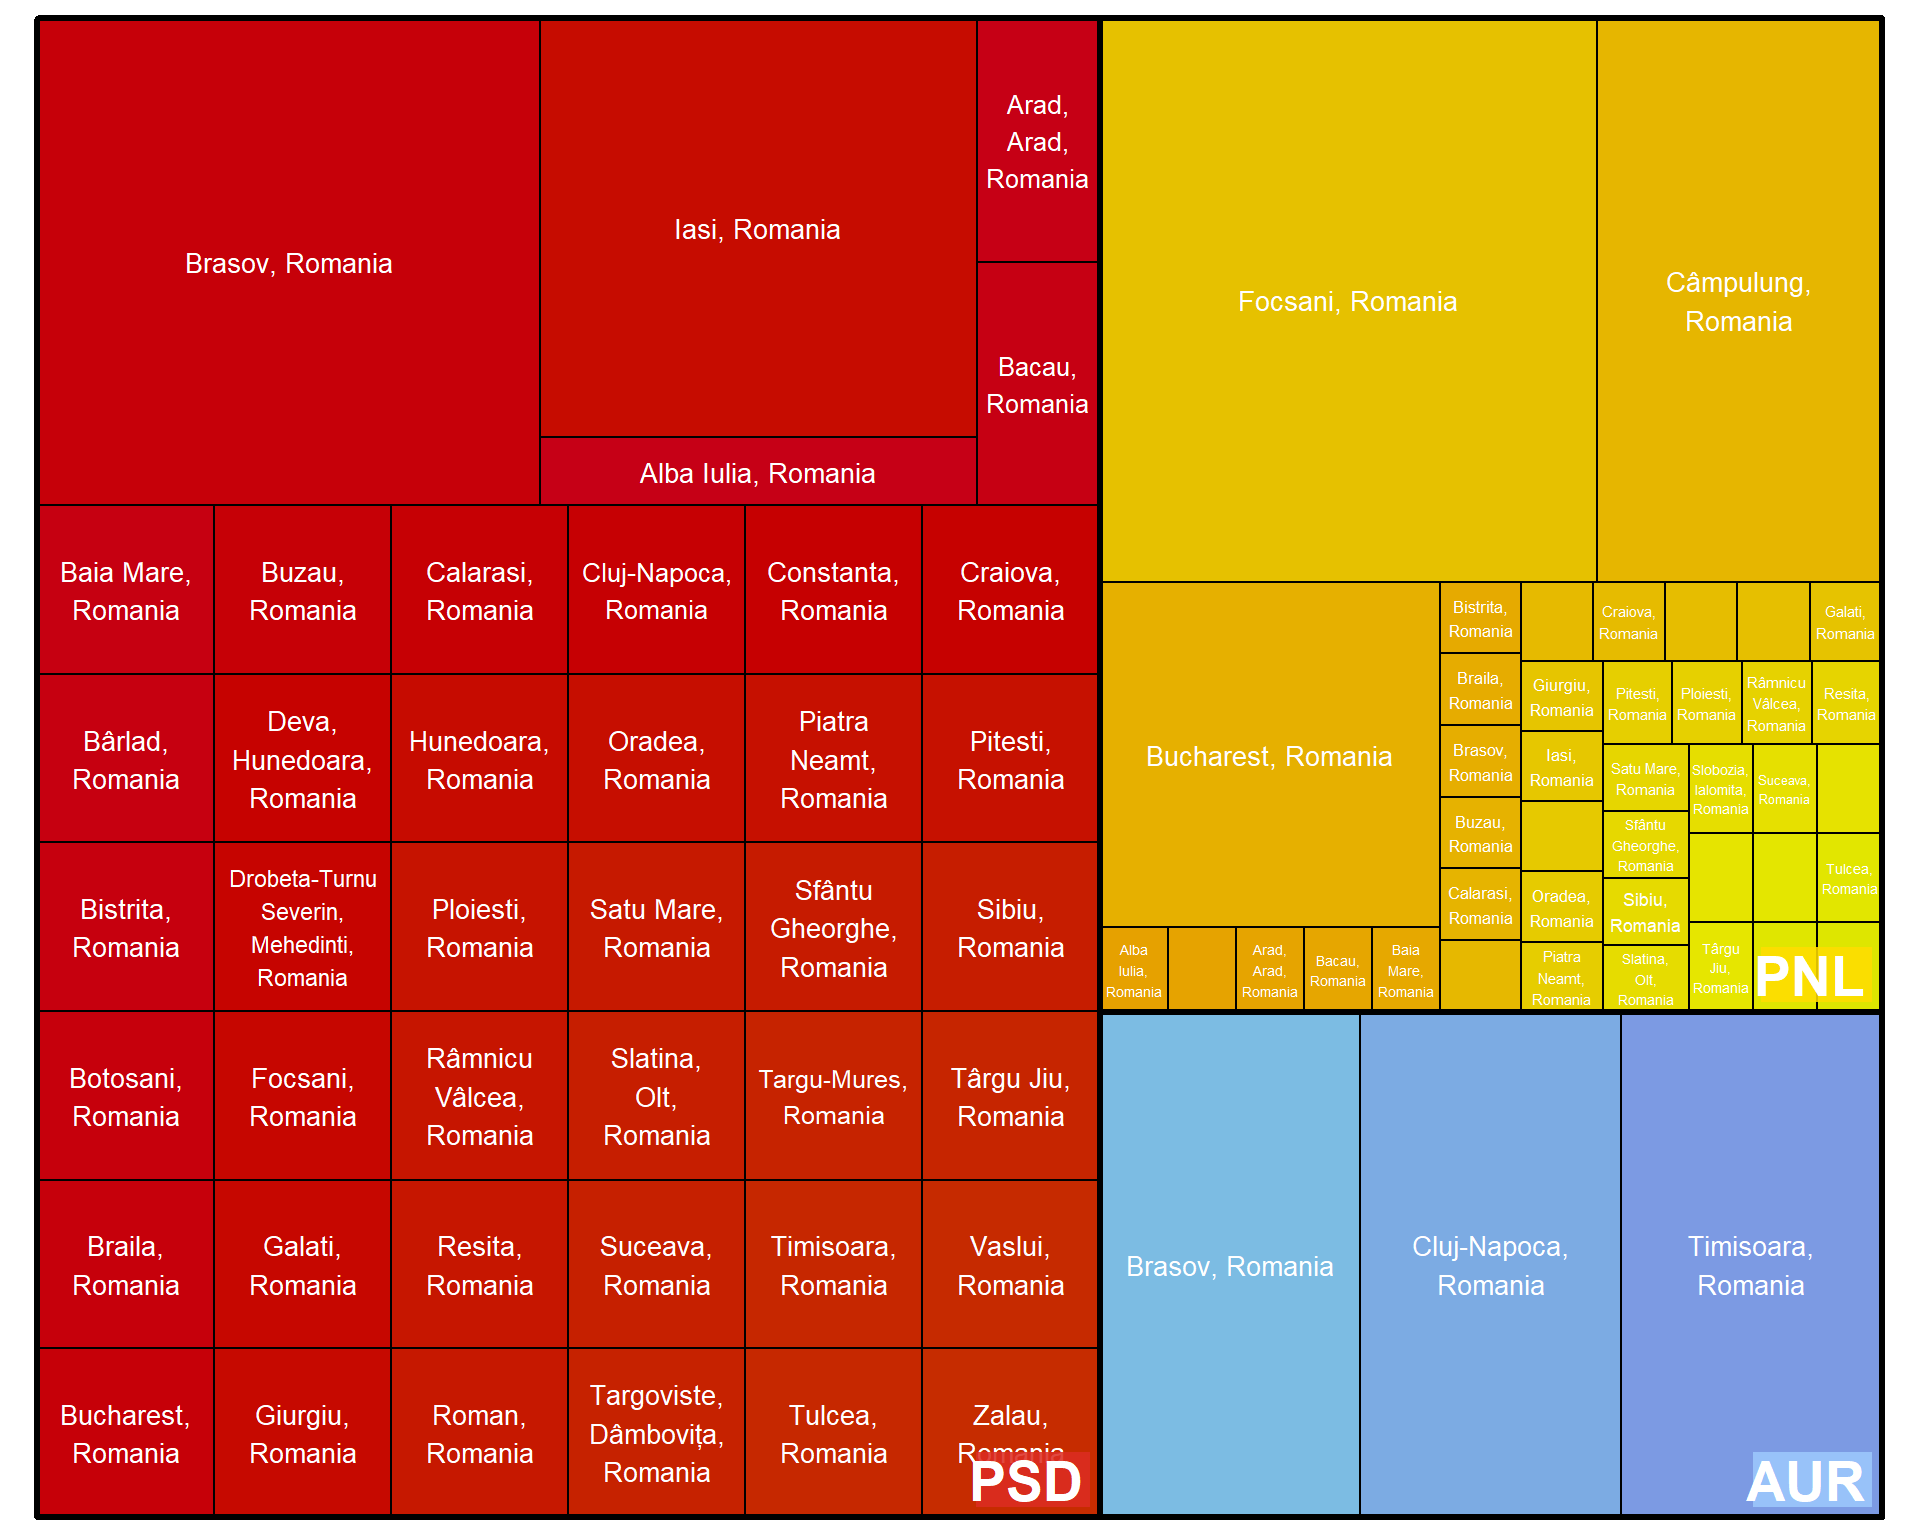 Brasov, Romania
Iasi, Romania
Arad,
Arad,
Romania
Bacau,
Romania
Alba Iulia, Romania
Baia Mare,
Romania
Buzau,
Romania
Calarasi,
Romania
Cluj-Napoca,
Romania
Constanta,
Romania
Craiova,
Romania
Bârlad,
Romania
Deva,
Hunedoara,
Romania
Hunedoara,
Romania
Oradea,
Romania
Piatra
Neamt,
Romania
Pitesti,
Romania
Bistrita,
Romania
Drobeta-Turnu
Severin,
Mehedinti,
Romania
Ploiesti,
Romania
Satu Mare,
Romania
Sfântu
Gheorghe,
Romania
Sibiu,
Romania
Botosani,
Romania
Focsani,
Romania
Râmnicu
Vâlcea,
Romania
Slatina,
Olt,
Romania
Targu-Mures,
Romania
Târgu Jiu,
Romania
Braila,
Romania
Galati,
Romania
Resita,
Romania
Suceava,
Romania
Timisoara,
Romania
Vaslui,
Romania
Bucharest,
Romania
Giurgiu,
Romania
Roman,
Romania
Targoviste,
Dâmbovița,
Romania
Tulcea,
Romania
Zalau,
Romania
PSD
Focsani, Romania
Câmpulung,
Romania
Bucharest, Romania
Bistrita,
Romania
Braila,
Romania
Brasov,
Romania
Buzau,
Romania
Calarasi,
Romania
Alba
Iulia,
Romania
Arad,
Arad,
Romania
Bacau,
Romania
Baia
Mare,
Romania
Craiova,
Romania
Galati,
Romania
Giurgiu,
Romania
Iasi,
Romania
Oradea,
Romania
Piatra
Neamt,
Romania
Pitesti,
Romania
Ploiesti,
Romania
Râmnicu
Vâlcea,
Romania
Resita,
Romania
Satu Mare,
Romania
Sfântu
Gheorghe,
Romania
Sibiu,
Romania
Slatina,
Olt,
Romania
Slobozia,
Ialomita,
Romania
Suceava,
Romania
Tulcea,
Romania
Târgu
Jiu,
Romania
PNL
Brasov, Romania
Cluj-Napoca,
Romania
Timisoara,
Romania
AUR